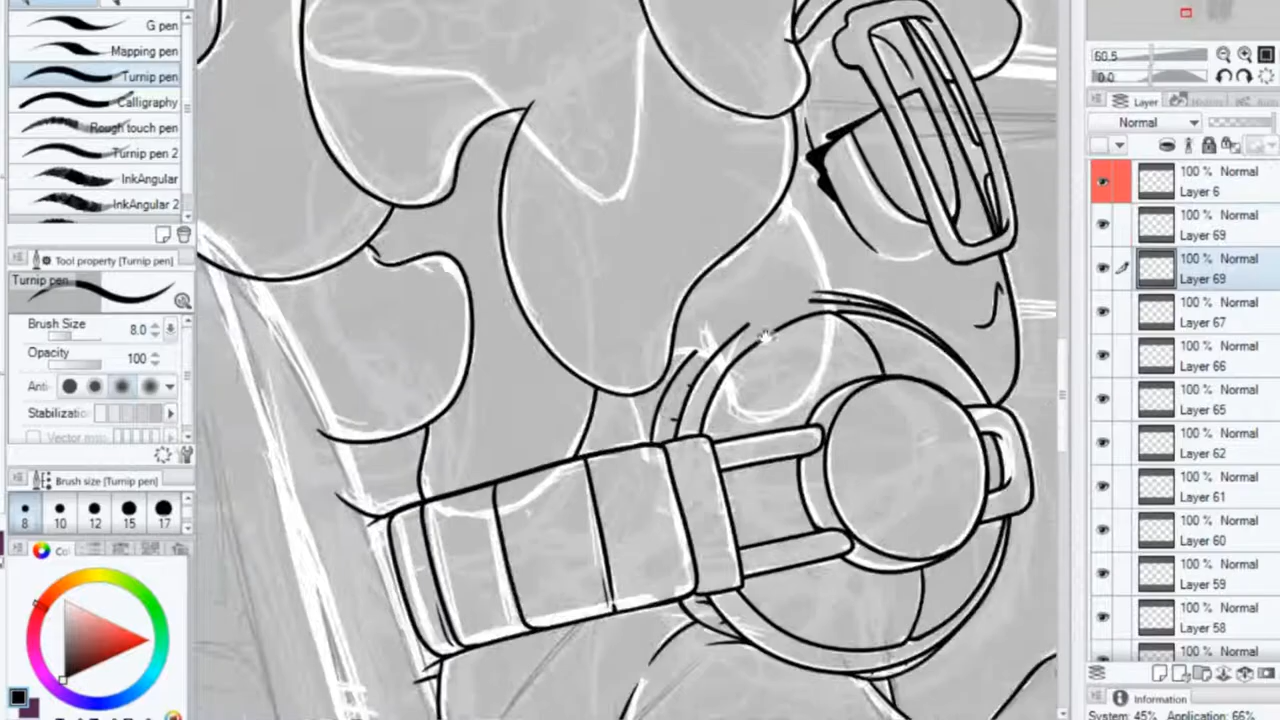 G pen
Mapping pen
Turnip pen
Calligraphy
Rough touch pen
Turnip pen 2
InkAngular
InkAngular 2
Tool property [Turnip pen]
Turnip pen
Brush Size 8.0
Opacity 100
Anti-
Stabilizatio
Vector
Brush size [Turnip pen]
8 10 12 15 17
Co
60.5
0.0
Layer
Normal
100 % Normal
Layer 6
100 % Normal
Layer 69
100 % Normal
Layer 69
100 % Normal
Layer 67
100 % Normal
Layer 66
100 % Normal
Layer 65
100 % Normal
Layer 62
100 % Normal
Layer 61
100 % Normal
Layer 60
100 % Normal
Layer 59
100 % Normal
Layer 58
100 % Normal
Information
System: 45% Application: 66%